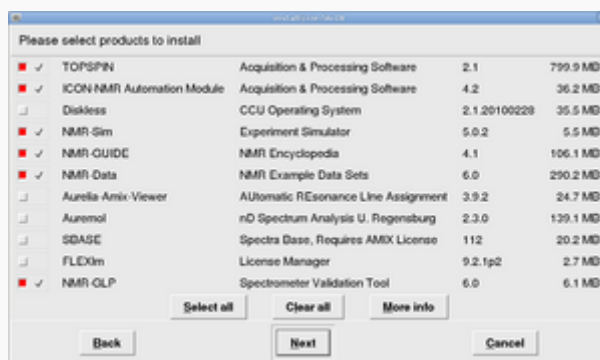 Please select products to install
TOPSPIN Acquisition & Processing Software 2.1 799.9 MB
ICON-NMR Automation Module Acquisition & Processing Software 4.2 36.2 MB
Diskless CCU Operating System 2.1.20100228 35.5 MB
NMR-Sim Experiment Simulator 5.0.2 5.5 MB
NMR-GUIDE NMR Encyclopedia 4.1 106.1 MB
NMR-Data NMR Example Data Sets 6.0 290.2 MB
Aurelia-Amix-Viewer AUtomatic REsonance LIne Assignment 3.9.2 24.7 MB
Auremol nD Spectrum Analysis U. Regensburg 2.3.0 139.1 MB
SBASE Spectra Base, Requires AMIX License 112 20.2 MB
FLEXlm License Manager 9.2.1p2 2.7 MB
NMR-GLP Spectrometer Validation Tool 6.0 6.1 MB
Select all Clear all More info
Back Next Cancel